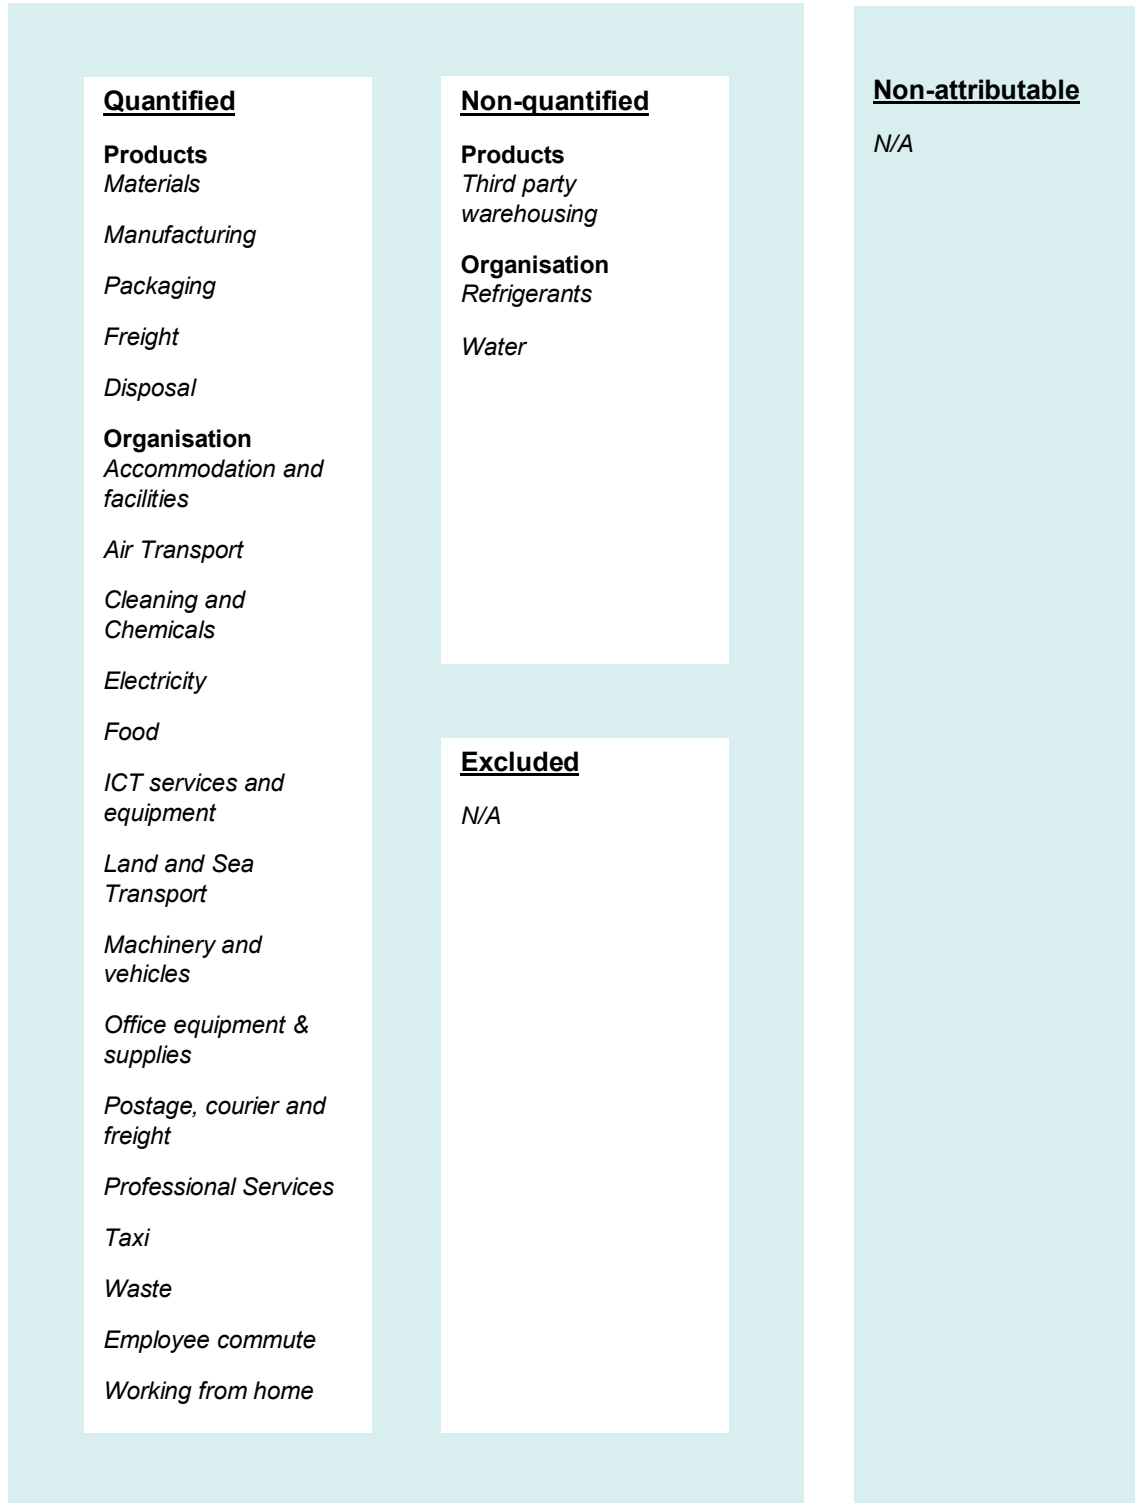 Quantified
Products
Materials
Manufacturing
Packaging
Freight
Disposal
Organisation
Accommodation and
facilities
Air Transport
Cleaning and
Chemicals
Electricity
Food
ICT services and
equipment
Land and Sea
Transport
Machinery and
vehicles
Office equipment &
supplies
Postage, courier and
freight
Professional Services
Taxi
Waste
Employee commute
Working from home
Non-quantified
Products
Third party
warehousing
Organisation
Refrigerants
Water
Excluded
N/A
Non-attributable
N/A